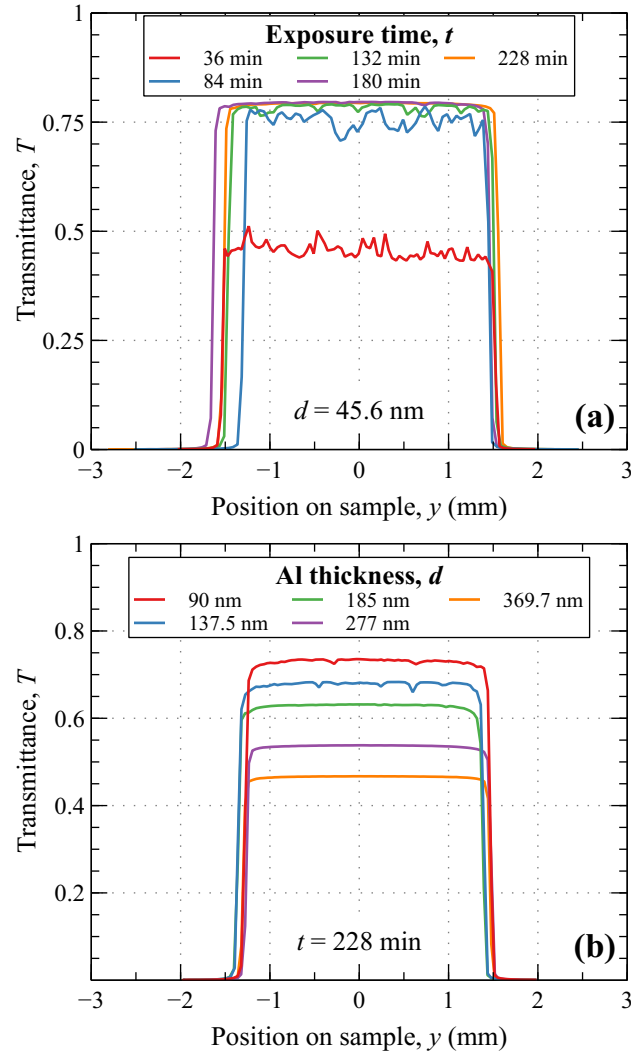 Exposure time, t
36 min 132 min 228 min
84 min 180 min
1
0.75
0.5
0.25
0
Transmittance, T
d = 45.6 nm
(a)
−3 −2 −1 0 1 2 3
Position on sample, y (mm)
Al thickness, d
90 nm 185 nm 369.7 nm
137.5 nm 277 nm
1
0.8
0.6
0.4
0.2
Transmittance, T
t = 228 min
(b)
−3 −2 −1 0 1 2 3
Position on sample, y (mm)